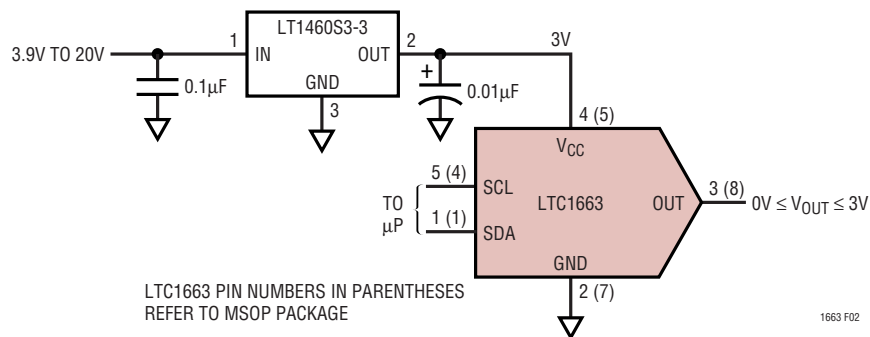 LT1460S3-3
3.9V TO 20V
1
IN
OUT
2
3V
GND
3
0.1µF
+
0.01µF
4 (5)
VCC
5 (4)
SCL
TO
µP
1 (1)
SDA
LTC1663
OUT
3 (8)
0V ≤ VOUT ≤ 3V
GND
2 (7)
LTC1663 PIN NUMBERS IN PARENTHESES
REFER TO MSOP PACKAGE
1663 F02